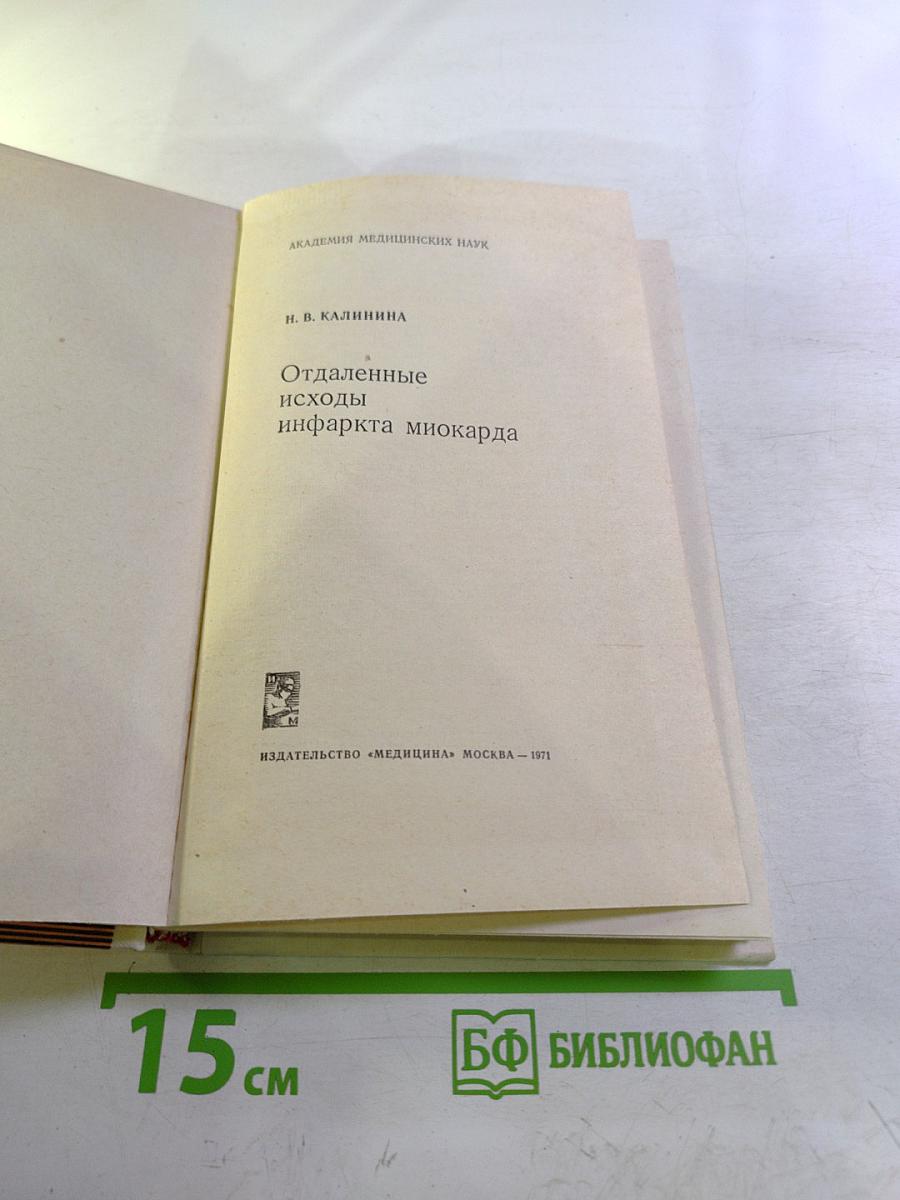 АКАДЕМИЯ МЕДИЦИНСКИХ НАУК
Н. В. КАЛИНИНА
Отдаленные
исходы
инфаркта миокарда
И
М
ИЗДАТЕЛЬСТВО «МЕДИЦИНА» МОСКВА — 1971
15 см
БФ БИБЛИОФАН